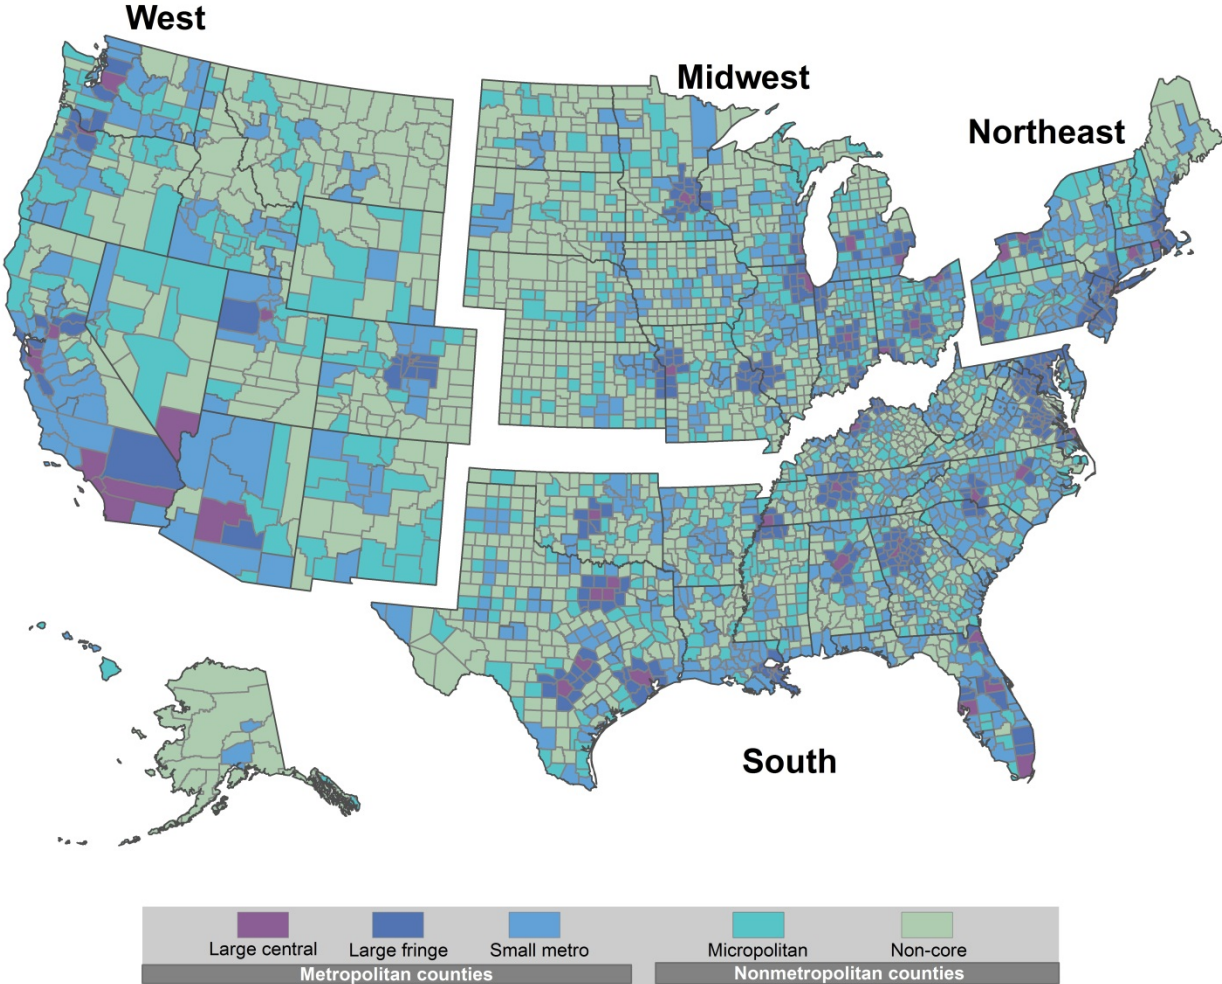 West
Midwest
Northeast
South
Large central Large fringe Small metro Micropolitan Non-core
Metropolitan counties Nonmetropolitan counties